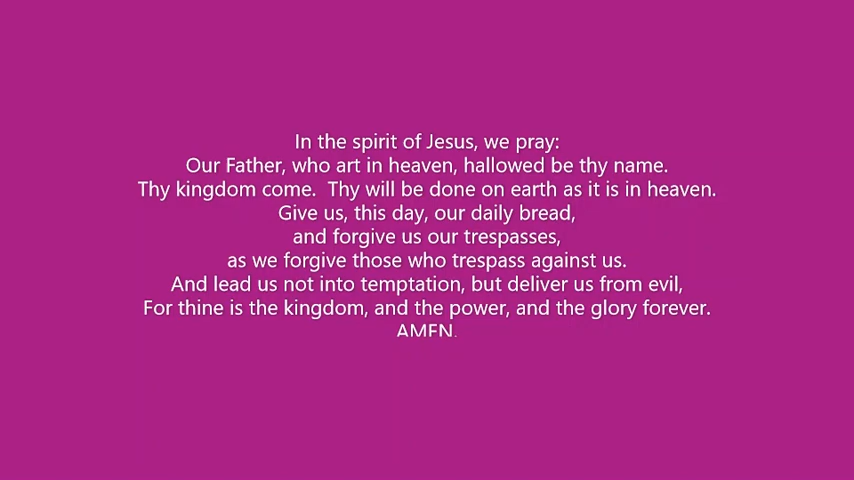 In the spirit of Jesus, we pray:
Our Father, who art in heaven, hallowed be thy name.
Thy kingdom come.  Thy will be done on earth as it is in heaven.
Give us, this day, our daily bread,
and forgive us our trespasses,
as we forgive those who trespass against us.
And lead us not into temptation, but deliver us from evil,
For thine is the kingdom, and the power, and the glory forever.
AMEN.